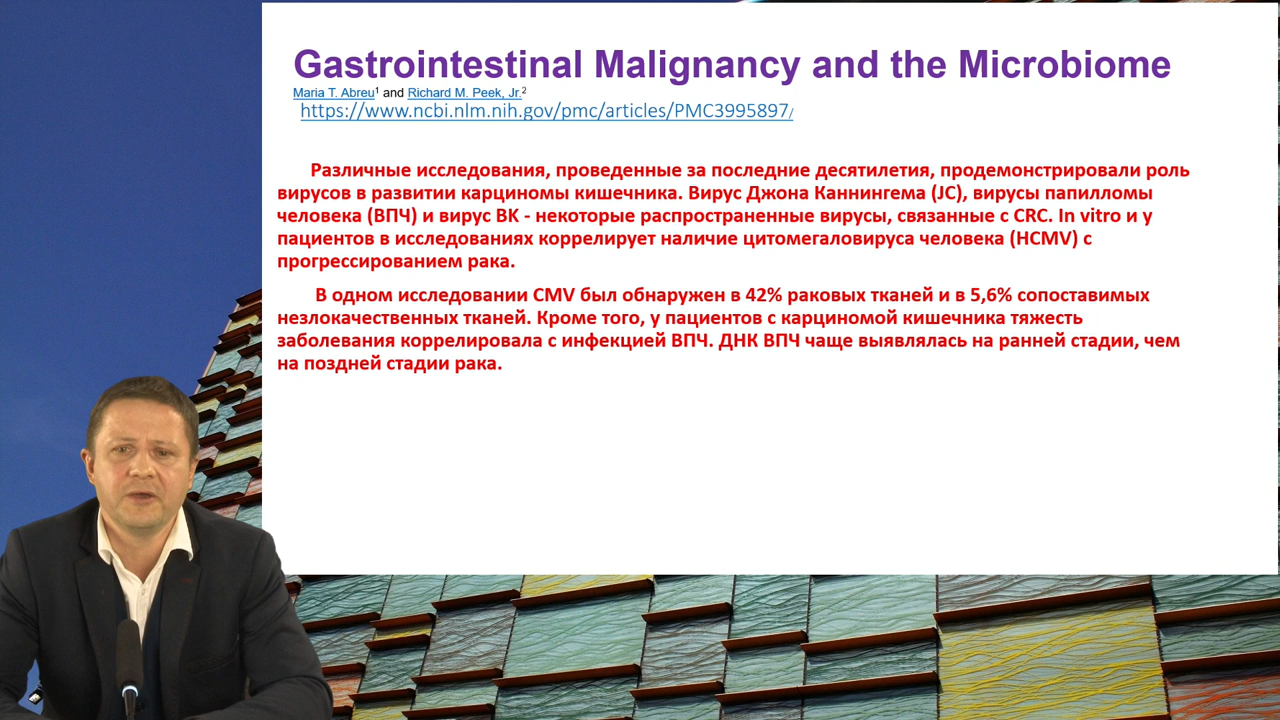 Gastrointestinal Malignancy and the Microbiome
Maria T. Abreu¹ and Richard M. Peek, Jr.²
https://www.ncbi.nlm.nih.gov/pmc/articles/PMC3995897/
Различные исследования, проведенные за последние десятилетия, продемонстрировали роль
вирусов в развитии карциномы кишечника. Вирус Джона Каннингема (JC), вирусы папилломы
человека (ВПЧ) и вирус BK - некоторые распространенные вирусы, связанные с CRC. In vitro и у
пациентов в исследованиях коррелирует наличие цитомегаловируса человека (HCMV) с
прогрессированием рака.
В одном исследовании CMV был обнаружен в 42% раковых тканей и в 5,6% сопоставимых
незлокачественных тканей. Кроме того, у пациентов с карциномой кишечника тяжесть
заболевания коррелировала с инфекцией ВПЧ. ДНК ВПЧ чаще выявлялась на ранней стадии, чем
на поздней стадии рака.